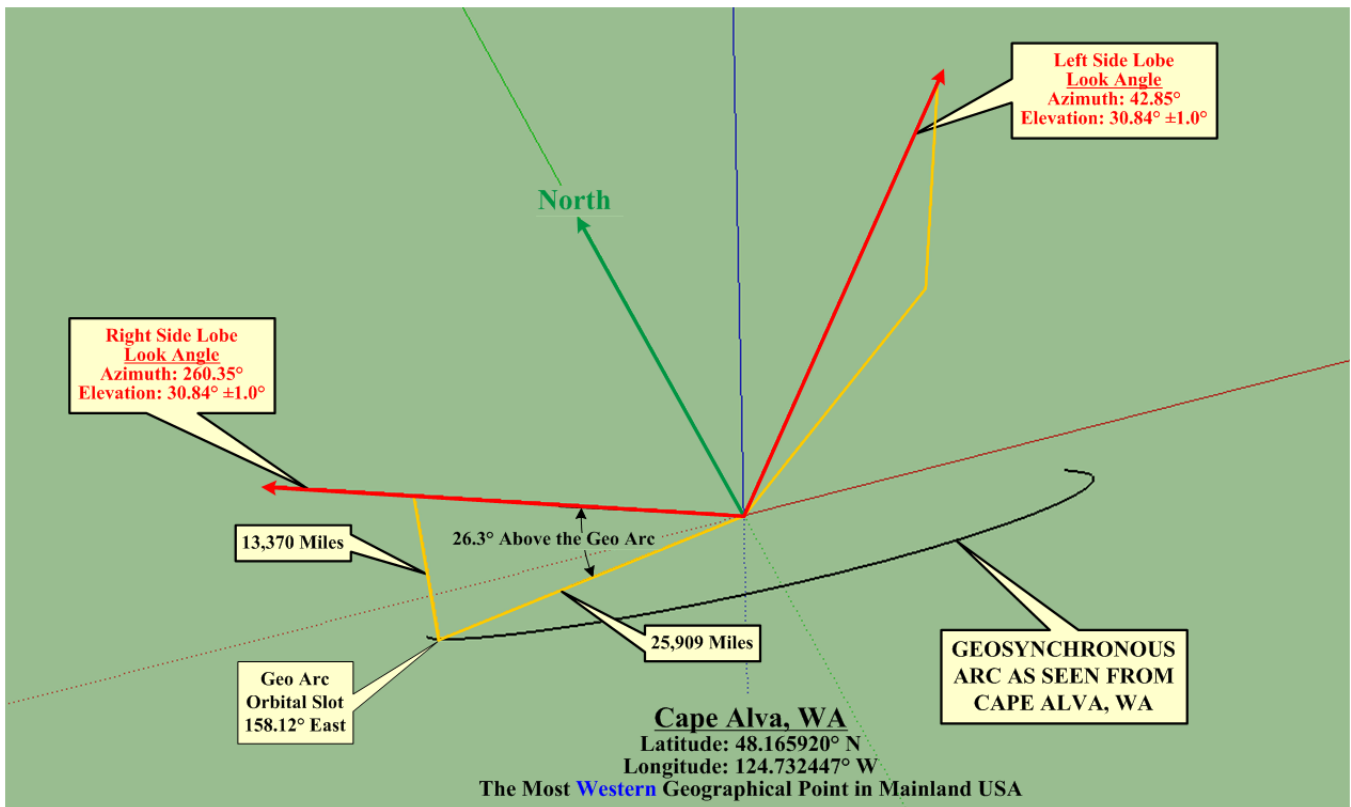 Left Side Lobe
Look Angle
Azimuth: 42.85°
Elevation: 30.84° ±1.0°
North
Right Side Lobe
Look Angle
Azimuth: 260.35°
Elevation: 30.84° ±1.0°
13,370 Miles
26.3° Above the Geo Arc
25,909 Miles
Geo Arc
Orbital Slot
158.12° East
GEOSYNCHRONOUS
ARC AS SEEN FROM
CAPE ALVA, WA
Cape Alva, WA
Latitude: 48.165920° N
Longitude: 124.732447° W
The Most Western Geographical Point in Mainland USA